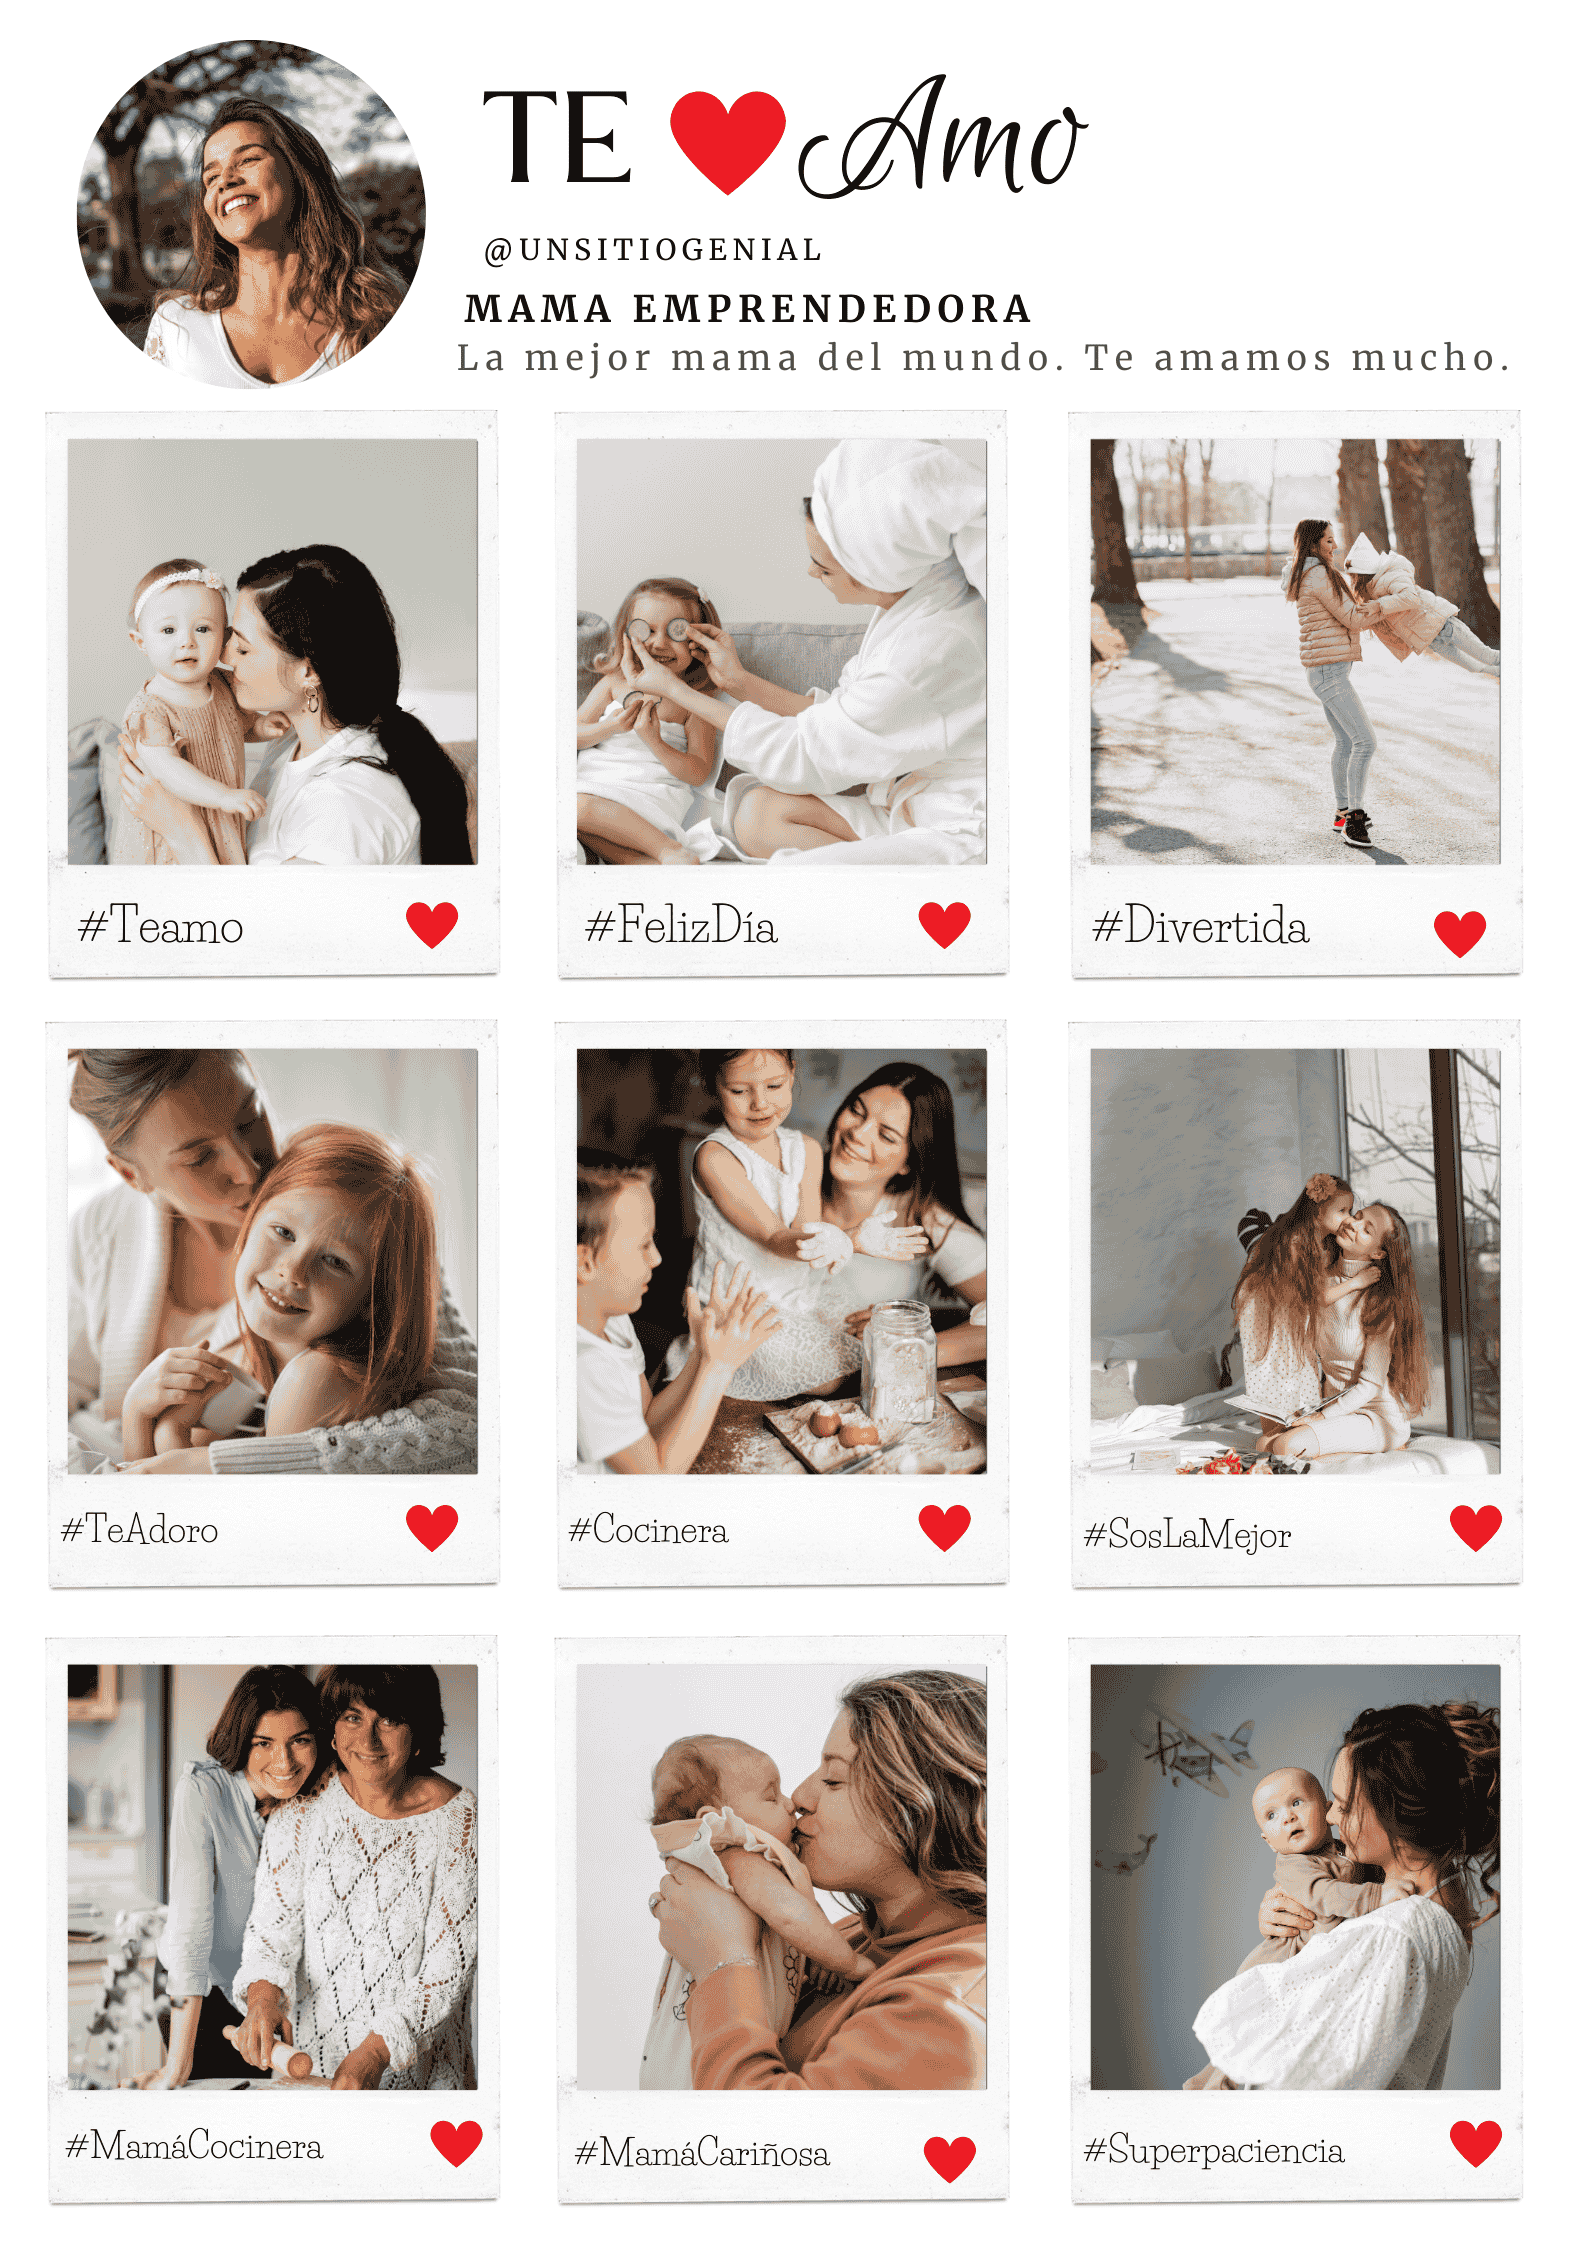 TE Amo
@UNSITIOGENIAL
MAMA EMPRENDEDORA
La mejor mama del mundo. Te amamos mucho.
#Teamo
#FelizDía
#Divertida
#TeAdoro
#Cocinera
#SosLaMejor
#MamáCocinera
#MamáCariñosa
#Superpaciencia